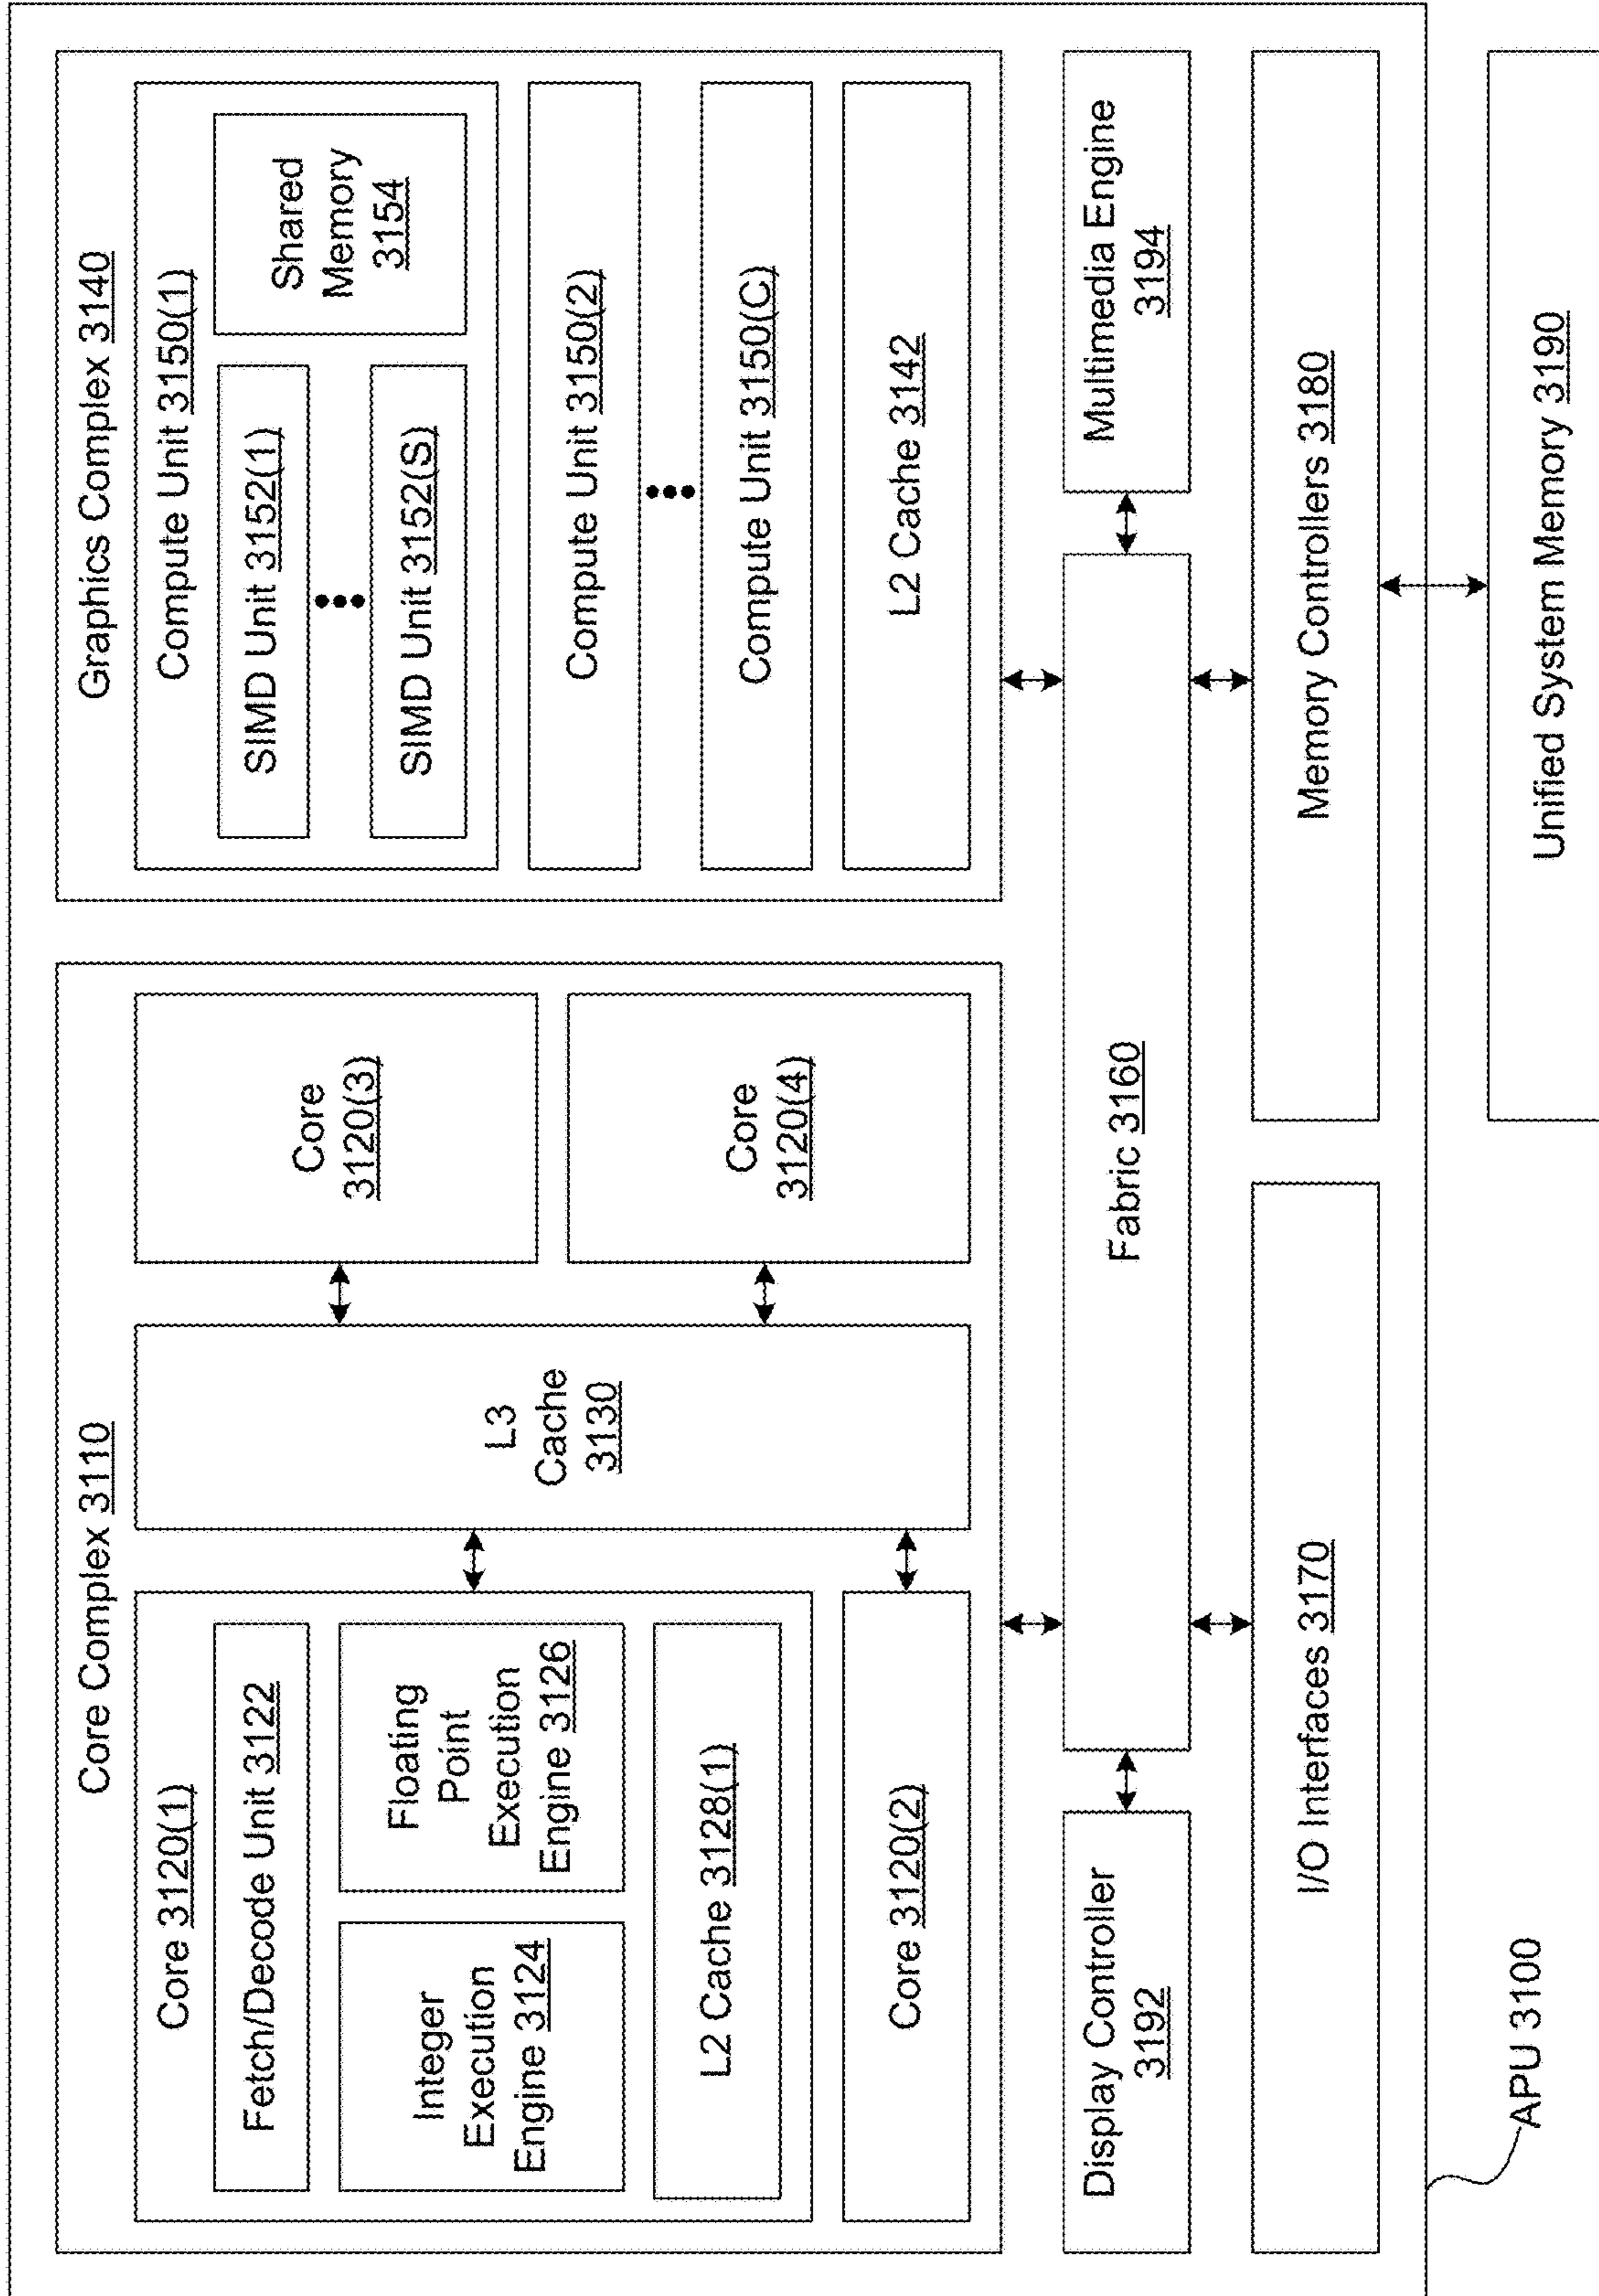 Core Complex 3110
Core 3120(1)
Fetch/Decode Unit 3122
Integer
Execution
Engine 3124
Floating
Point
Execution
Engine 3126
L2 Cache 3128(1)
Core 3120(2)
L3
Cache
3130
Core
3120(3)
Core
3120(4)
Graphics Complex 3140
Compute Unit 3150(1)
SIMD Unit 3152(1)
SIMD Unit 3152(S)
Shared
Memory
3154
Compute Unit 3150(2)
Compute Unit 3150(C)
L2 Cache 3142
Display Controller
3192
Fabric 3160
Multimedia Engine
3194
I/O Interfaces 3170
Memory Controllers 3180
APU 3100
Unified System Memory 3190